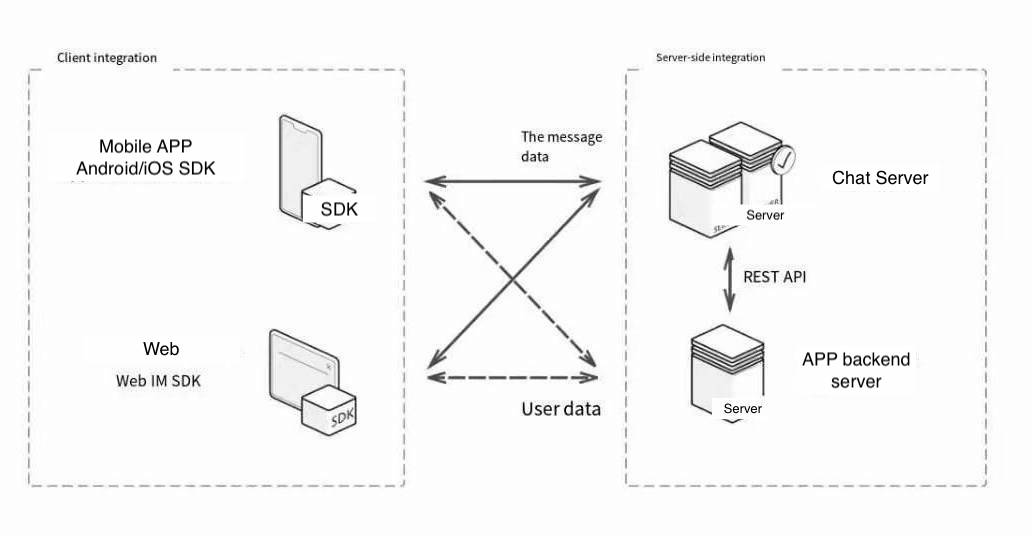 Client integration
Server-side integration
Mobile APP
Android/iOS SDK
SDK
The message
data
Chat Server
Server
REST API
Web
Web IM SDK
SDK
User data
APP backend
server
Server